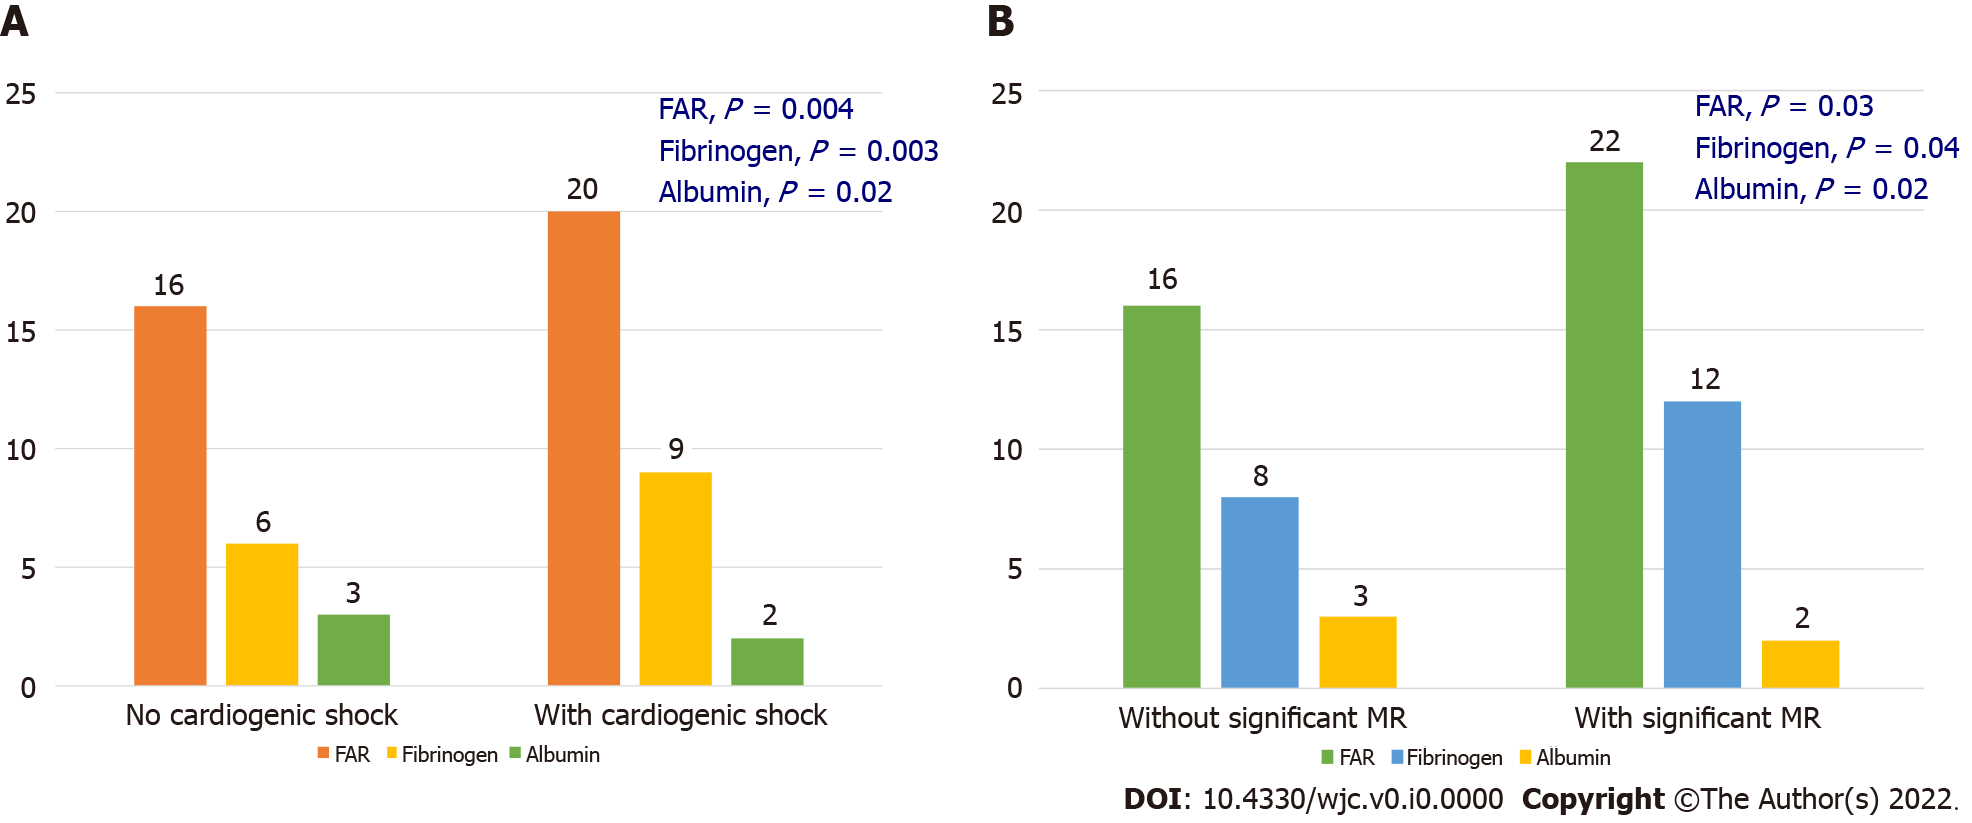 A
25
20
15
10
5
0
FAR, P = 0.004
Fibrinogen, P = 0.003
Albumin, P = 0.02
16
6
3
20
9
2
No cardiogenic shock
With cardiogenic shock
FAR Fibrinogen Albumin
B
25
20
15
10
5
0
FAR, P = 0.03
Fibrinogen, P = 0.04
Albumin, P = 0.02
16
8
3
22
12
2
Without significant MR
With significant MR
FAR Fibrinogen Albumin
DOI: 10.4330/wjc.v0.i0.0000 Copyright ©The Author(s) 2022.